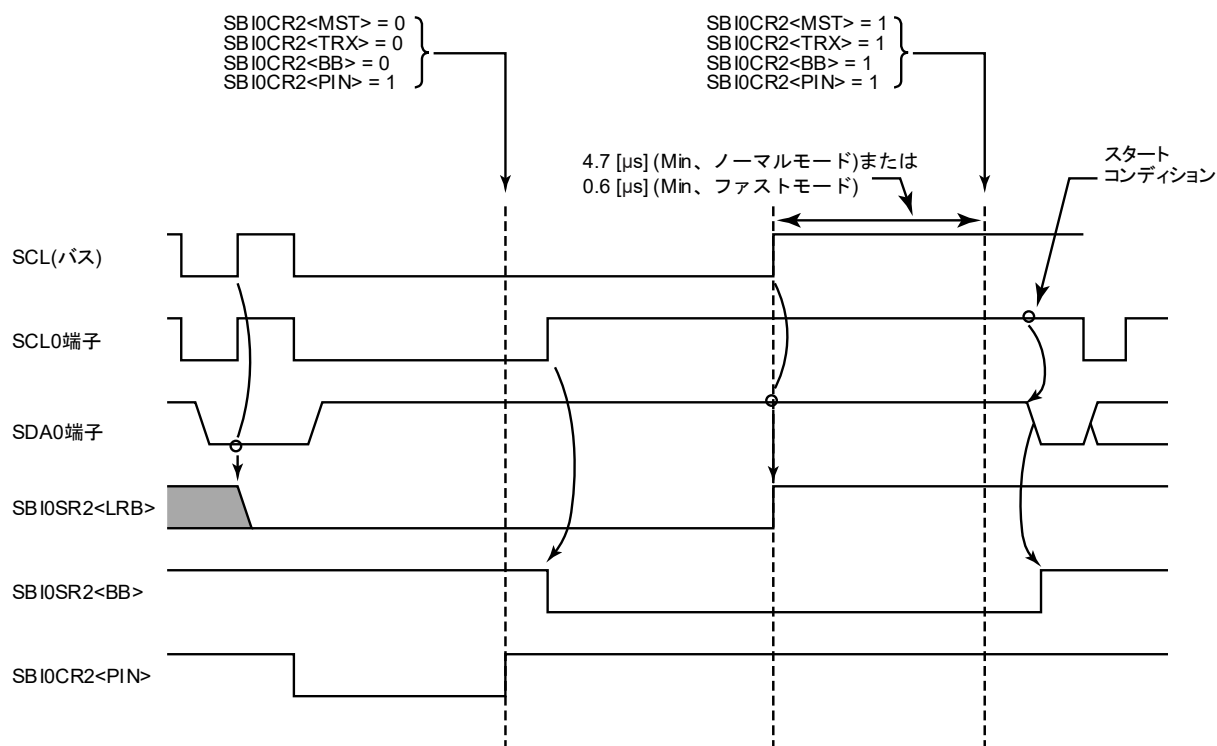 SBI0CR2<MST> = 0
SBI0CR2<TRX> = 0
SBI0CR2<BB> = 0
SBI0CR2<PIN> = 1
SBI0CR2<MST> = 1
SBI0CR2<TRX> = 1
SBI0CR2<BB> = 1
SBI0CR2<PIN> = 1
4.7 [μs] (Min、ノーマルモード)または
0.6 [μs] (Min、ファストモード)
スタート
コンディション
SCL(バス)
SCL0端子
SDA0端子
SBI0SR2<LRB>
SBI0SR2<BB>
SBI0CR2<PIN>